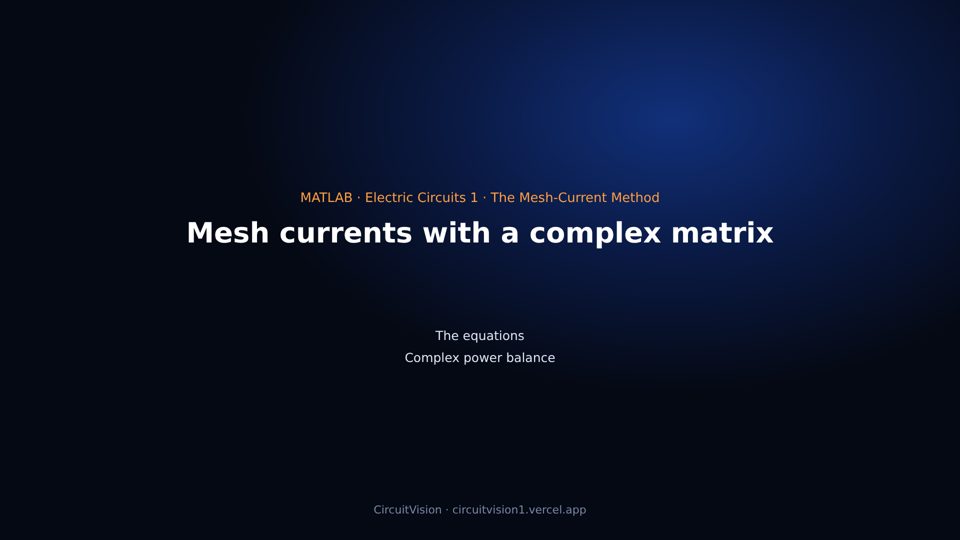 MATLAB · Electric Circuits 1 · The Mesh-Current Method
Mesh currents with a complex matrix
The equations
Complex power balance
CircuitVision · circuitvision1.vercel.app